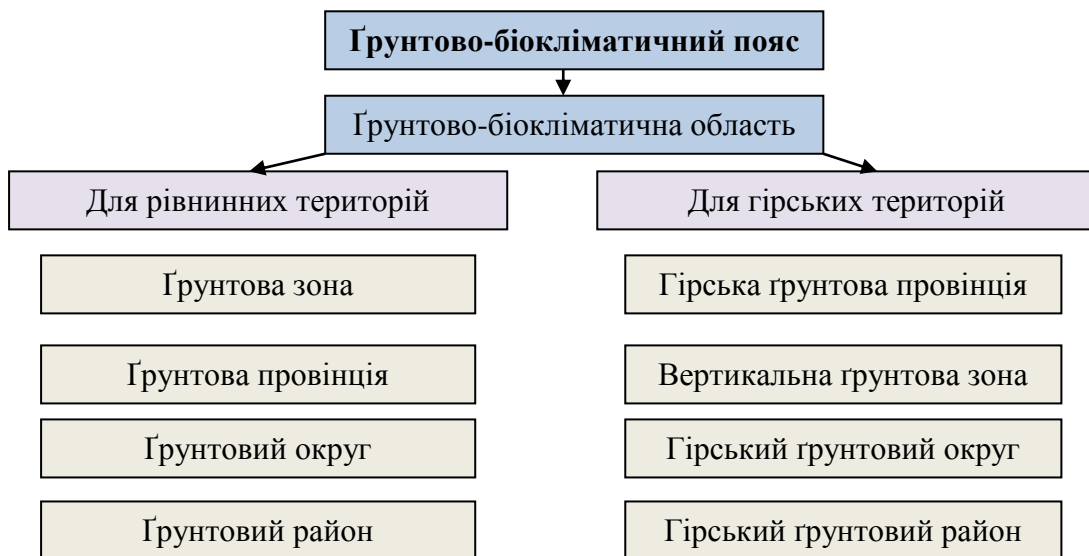 Ґрунтово-біокліматичний пояс
Ґрунтово-біокліматична область
Для рівнинних територій
Для гірських територій
Ґрунтова зона
Гірська ґрунтова провінція
Ґрунтова провінція
Вертикальна ґрунтова зона
Ґрунтовий округ
Гірський ґрунтовий округ
Ґрунтовий район
Гірський ґрунтовий район